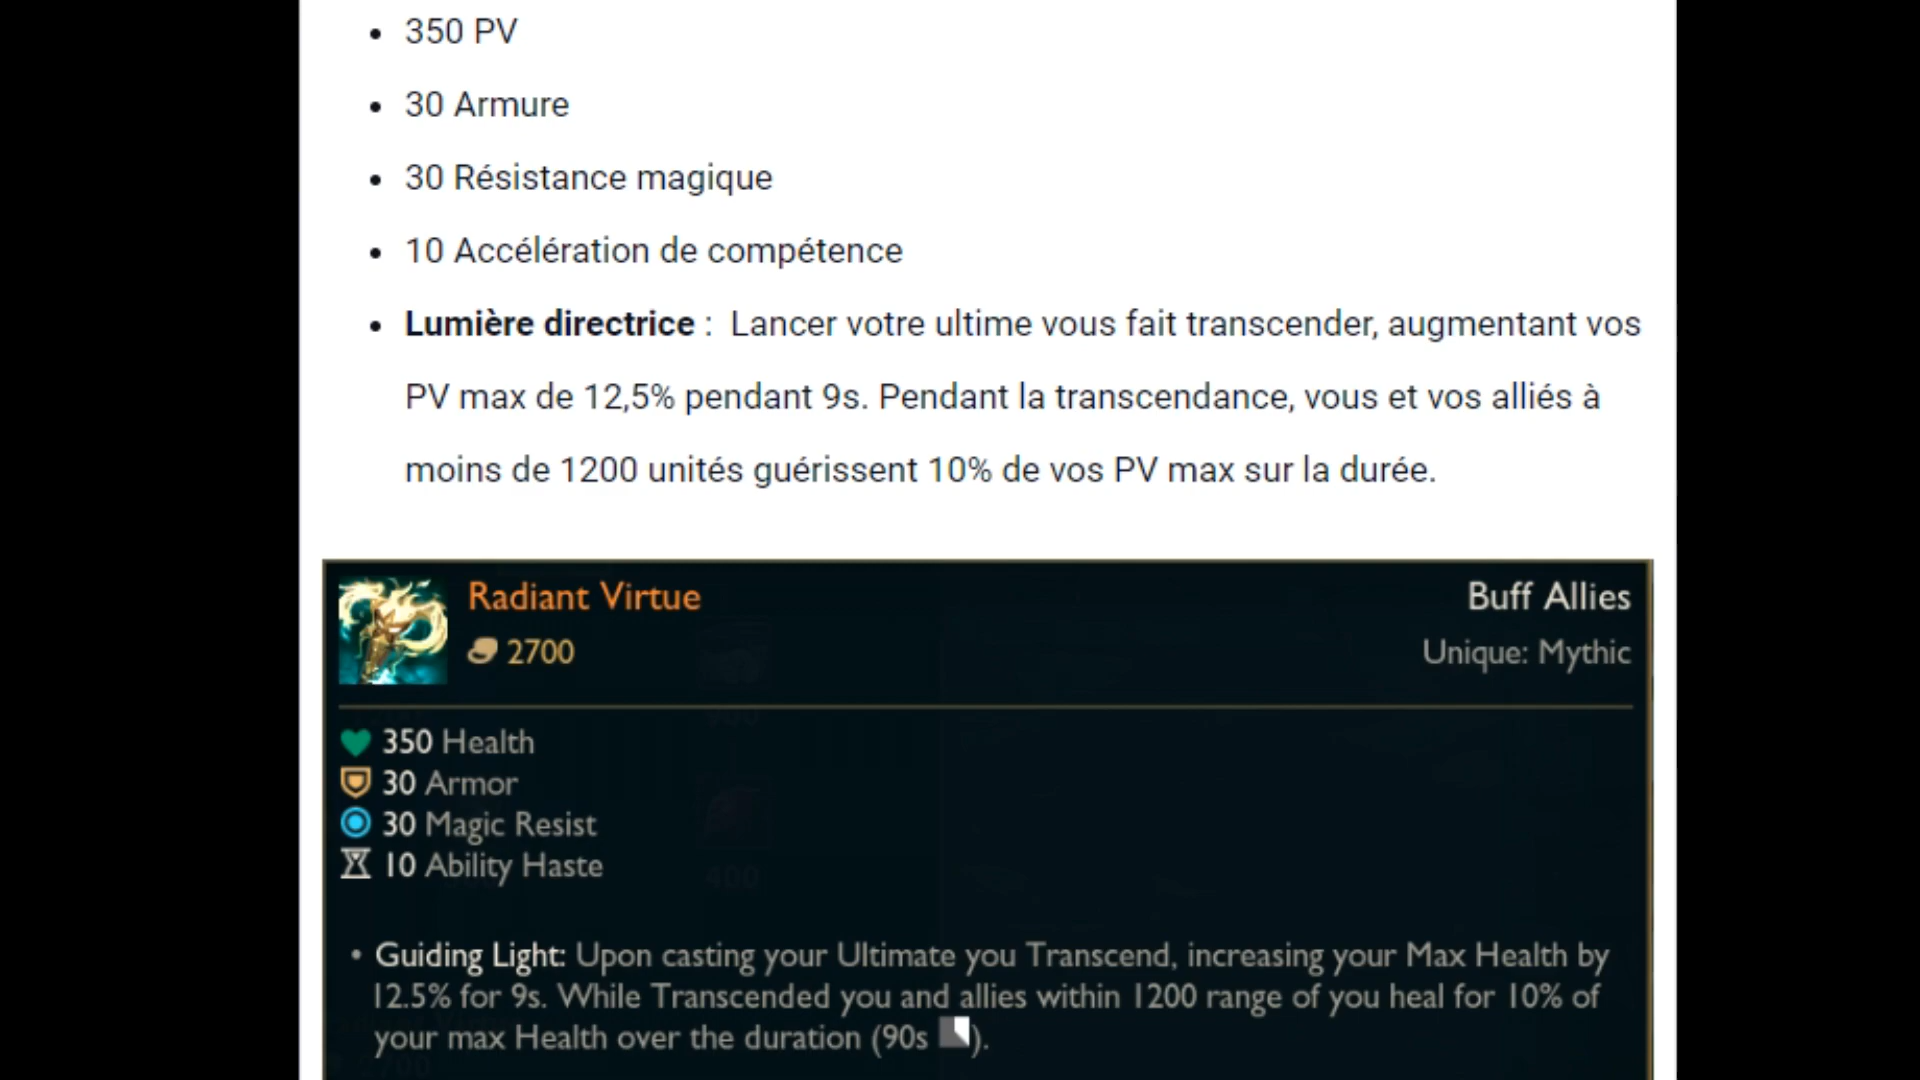 350 PV
30 Armure
30 Résistance magique
10 Accélération de compétence
Lumière directrice : Lancer votre ultime vous fait transcender, augmentant vos
PV max de 12,5% pendant 9s. Pendant la transcendance, vous et vos alliés à
moins de 1200 unités guérissent 10% de vos PV max sur la durée.
Radiant Virtue
Buff Allies
2700
Unique: Mythic
350 Health
30 Armor
30 Magic Resist
10 Ability Haste
400
• Guiding Light: Upon casting your Ultimate you Transcend, increasing your Max Health by
12.5% for 9s. While Transcended you and allies within 1200 range of you heal for 10% of
your max Health over the duration (90s ).
2700